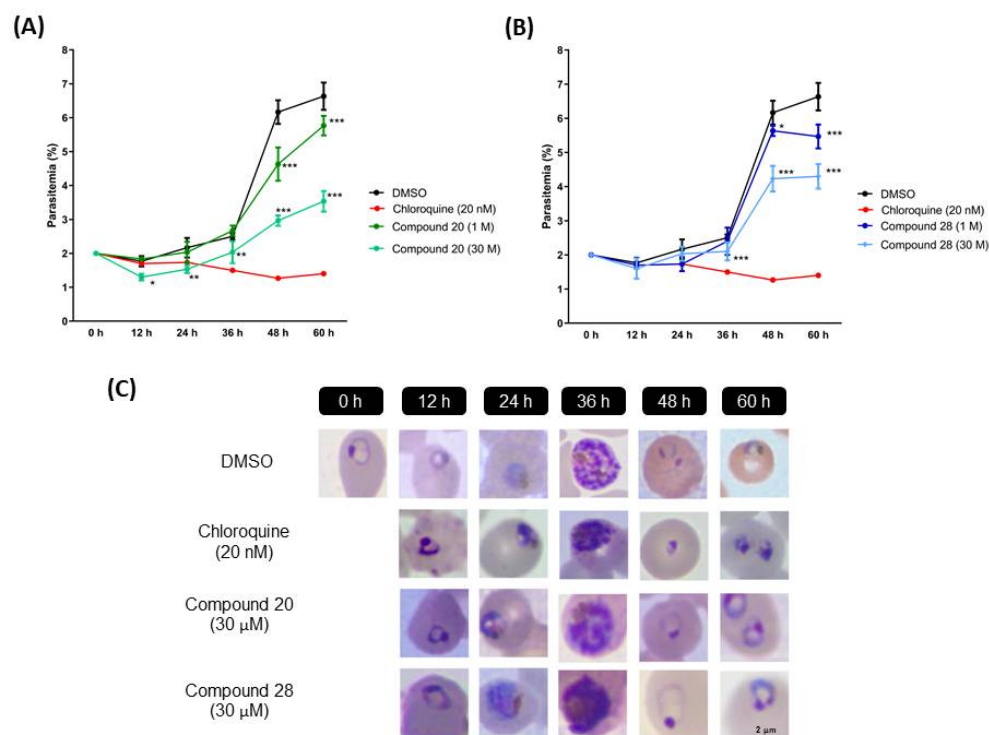 (A)
8
7
6
5
4
3
2
1
0
Parasitemia (%)
0 h 12 h 24 h 36 h 48 h 60 h
*
**
**
***
***
***
***
DMSO
Chloroquine (20 nM)
Compound 20 (1 M)
Compound 20 (30 M)
(B)
8
7
6
5
4
3
2
1
0
Parasitemia (%)
0 h 12 h 24 h 36 h 48 h 60 h
***
*
***
***
***
DMSO
Chloroquine (20 nM)
Compound 28 (1 M)
Compound 28 (30 M)
(C)
0 h 12 h 24 h 36 h 48 h 60 h
DMSO
Chloroquine
(20 nM)
Compound 20
(30 μM)
Compound 28
(30 μM)
2 μm